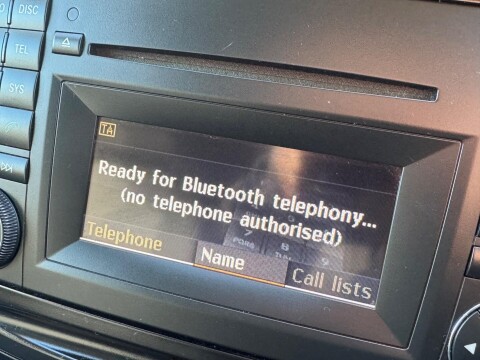 DISC
TEL
SYS
TA
Ready for Bluetooth telephony...
(no telephone authorised)
Telephone
Name
Call lists